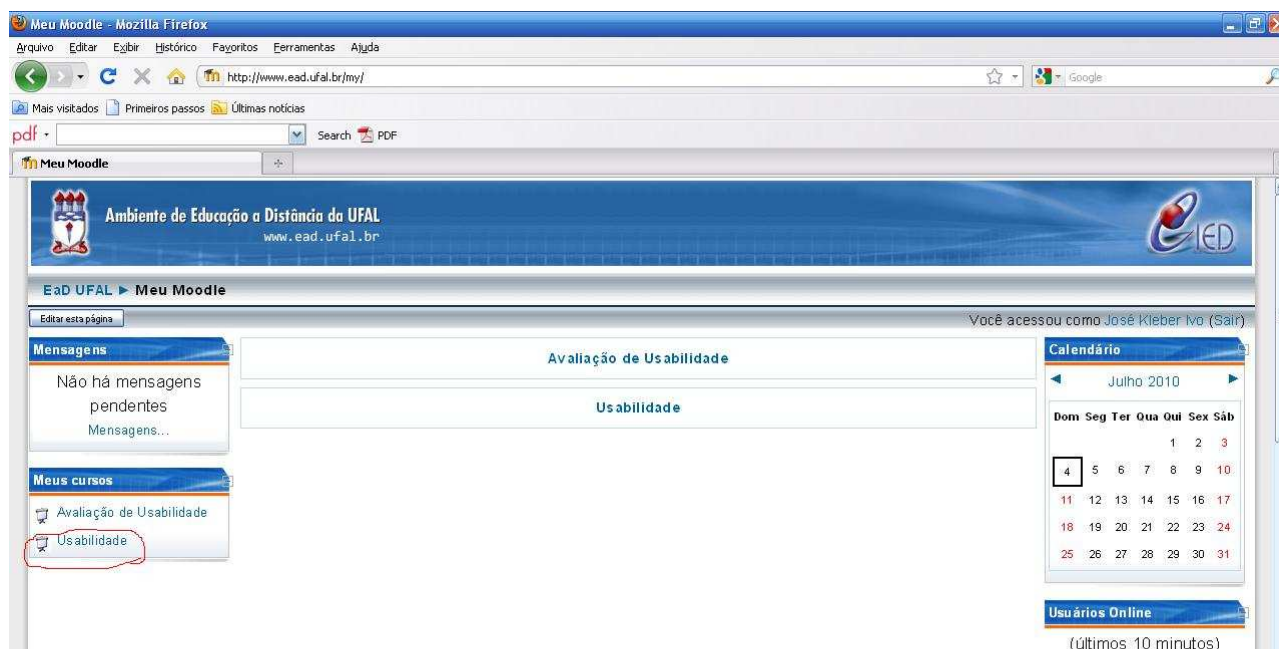 Meu Moodle - Mozilla Firefox
Arquivo Editar Exibir Histórico Favoritos Ferramentas Ajuda
http://www.ead.ufal.br/my/
Google
Mais visitados Primeiros passos Últimas notícias
pdf Search PDF
Meu Moodle
Ambiente de Educação a Distância da UFAL
www.ead.ufal.br
CIED
EaD UFAL ► Meu Moodle
Editar esta página
Você acessou como José Kleber Ivo (Sair)
Mensagens
Não há mensagens
pendentes
Mensagens...
Meus cursos
Avaliação de Usabilidade
Usabilidade
Avaliação de Usabilidade
Usabilidade
Calendário
◄ Julho 2010 ►
Dom Seg Ter Qua Qui Sex Sáb
1 2 3
4 5 6 7 8 9 10
11 12 13 14 15 16 17
18 19 20 21 22 23 24
25 26 27 28 29 30 31
Usuários Online
(últimos 10 minutos)